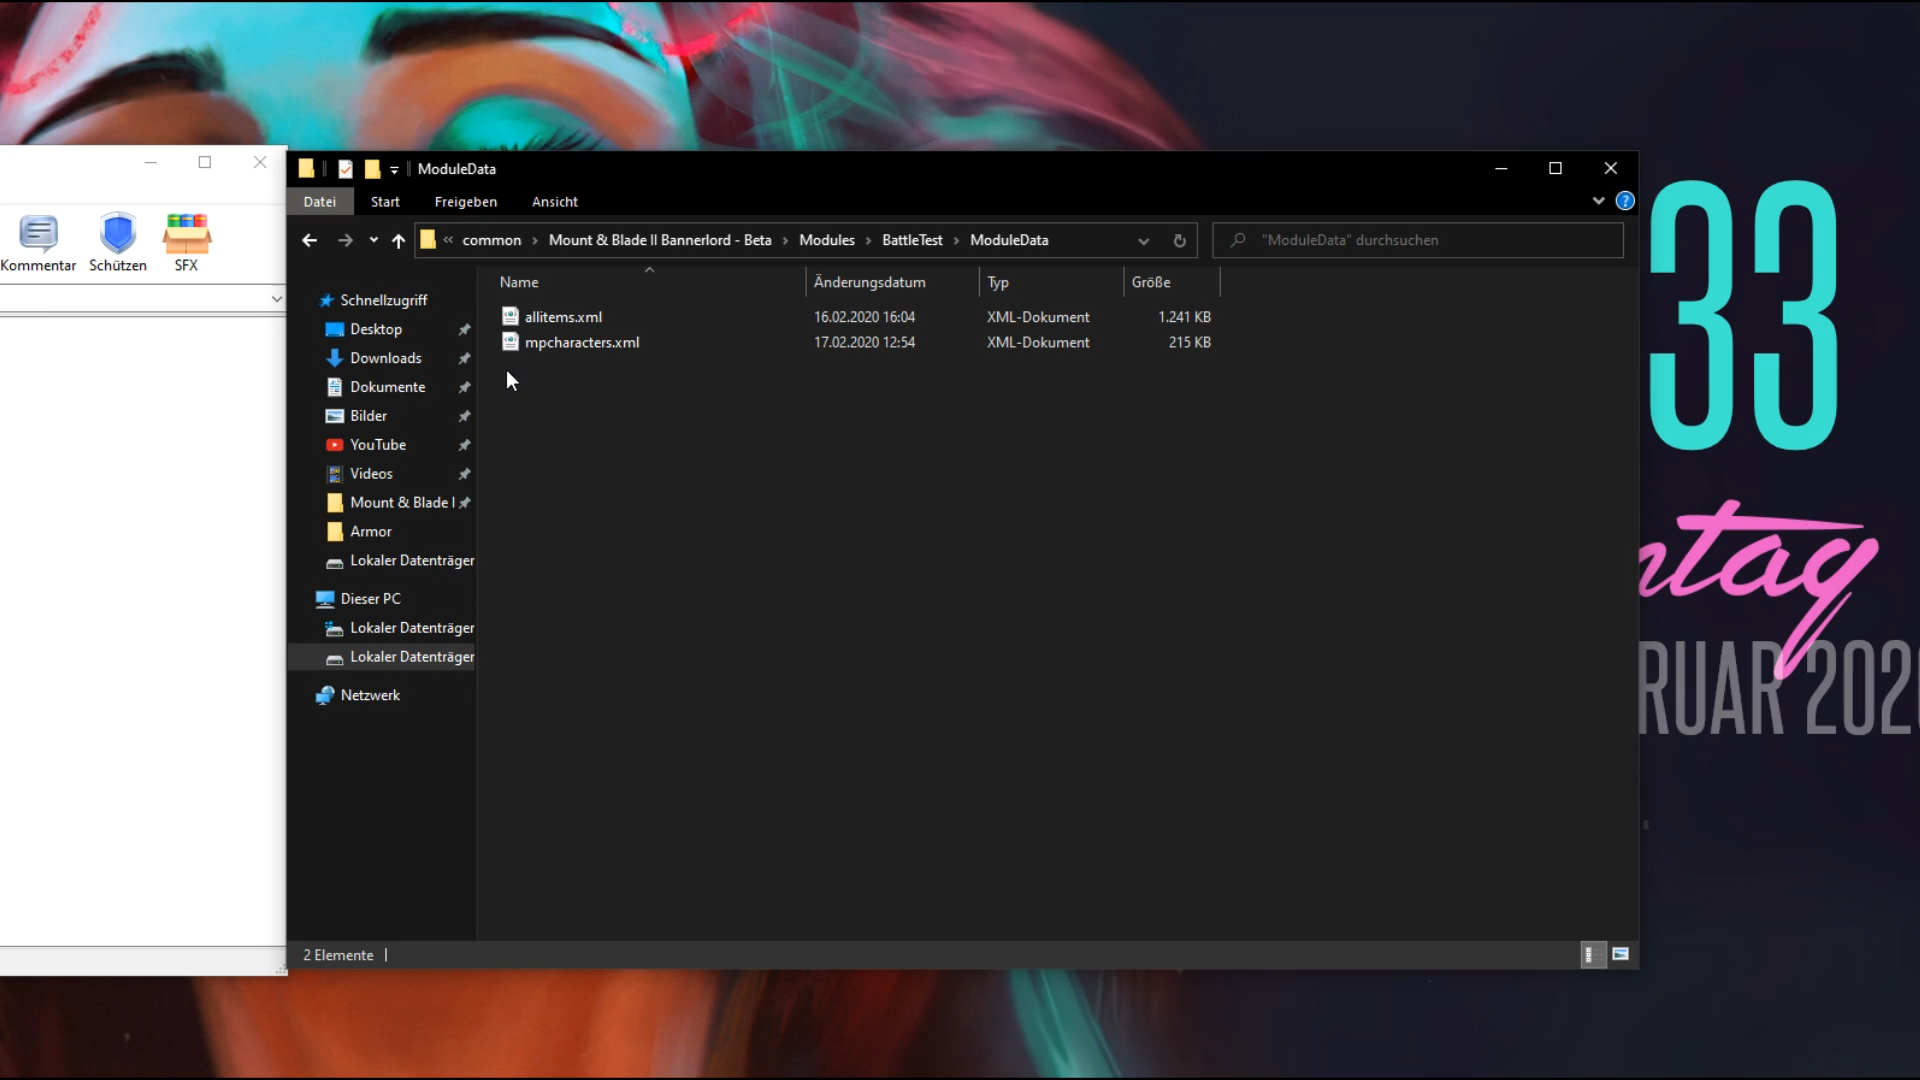 ModuleData
Datei Start Freigeben Ansicht
Kommentar Schützen SFX
« common › Mount & Blade II Bannerlord - Beta › Modules › BattleTest › ModuleData
"ModuleData" durchsuchen
Name Änderungsdatum Typ Größe
allitems.xml 16.02.2020 16:04 XML-Dokument 1.241 KB
mpcharacters.xml 17.02.2020 12:54 XML-Dokument 215 KB
Schnellzugriff
Desktop
Downloads
Dokumente
Bilder
YouTube
Videos
Mount & Blade I
Armor
Lokaler Datenträger
Dieser PC
Lokaler Datenträger
Lokaler Datenträger
Netzwerk
2 Elemente
33
ntag
RUAR 202